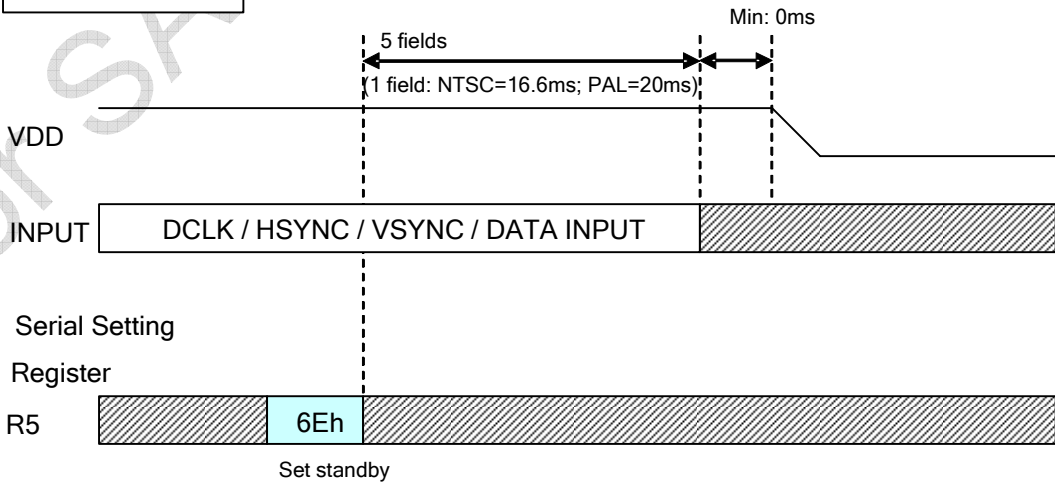 Min: 0ms
5 fields
(1 field: NTSC=16.6ms; PAL=20ms)
VDD
INPUT DCLK / HSYNC / VSYNC / DATA INPUT
Serial Setting
Register
R5 6Eh
Set standby